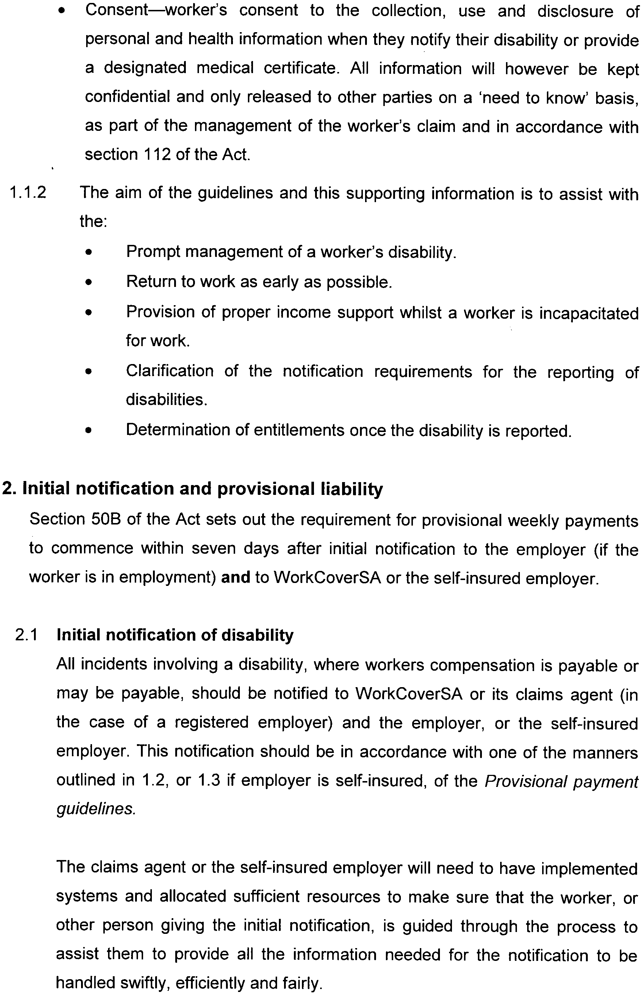 • Consent—worker's consent to the collection, use and disclosure of
personal and health information when they notify their disability or provide
a designated medical certificate. All information will however be kept
confidential and only released to other parties on a 'need to know' basis,
as part of the management of the worker's claim and in accordance with
section 112 of the Act.
1.1.2 The aim of the guidelines and this supporting information is to assist with
the:
• Prompt management of a worker's disability.
• Return to work as early as possible.
• Provision of proper income support whilst a worker is incapacitated
for work.
• Clarification of the notification requirements for the reporting of
disabilities.
• Determination of entitlements once the disability is reported.
2. Initial notification and provisional liability
Section 50B of the Act sets out the requirement for provisional weekly payments
to commence within seven days after initial notification to the employer (if the
worker is in employment) and to WorkCoverSA or the self-insured employer.
2.1 Initial notification of disability
All incidents involving a disability, where workers compensation is payable or
may be payable, should be notified to WorkCoverSA or its claims agent (in
the case of a registered employer) and the employer, or the self-insured
employer. This notification should be in accordance with one of the manners
outlined in 1.2, or 1.3 if employer is self-insured, of the Provisional payment
guidelines.
The claims agent or the self-insured employer will need to have implemented
systems and allocated sufficient resources to make sure that the worker, or
other person giving the initial notification, is guided through the process to
assist them to provide all the information needed for the notification to be
handled swiftly, efficiently and fairly.